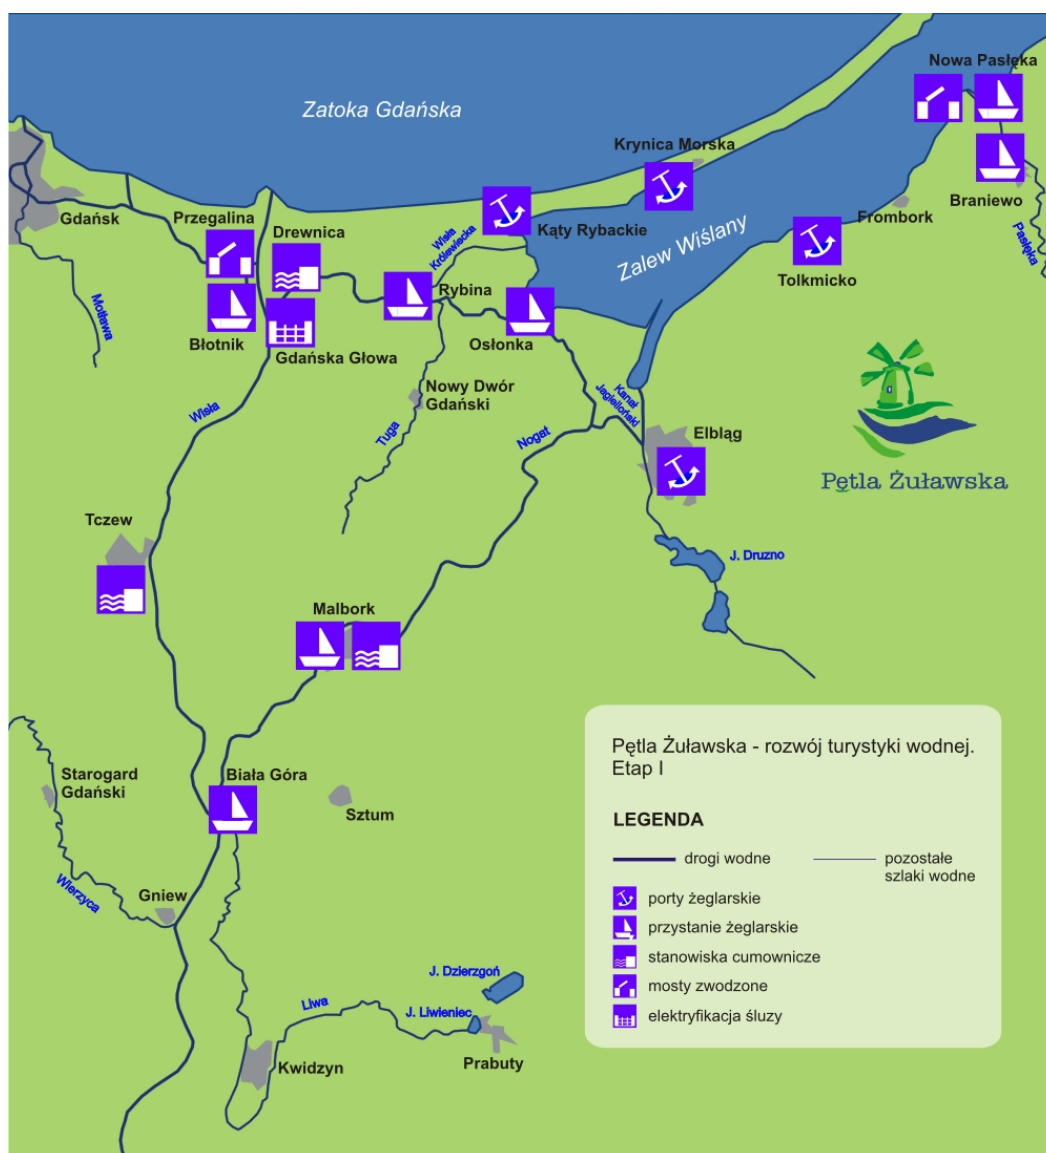 Nowa Pasłęka
Zatoka Gdańska
Krynica Morska
Braniewo
Gdańsk
Przegalina
Drewnica
Wisła
Królewiecka
Kąty Rybackie
Zalew Wiślany
Frombork
Pasłęka
Tolkmicko
Motława
Rybina
Błotnik
Gdańska Głowa
Osłonka
Nowy Dwór
Gdański
Kanał
Jagielloński
Wisła
Tuga
Nogat
Elbląg
Pętla Żuławska
Tczew
J. Druzno
Malbork
Pętla Żuławska - rozwój turystyki wodnej.
Etap I
Starogard
Gdański
Biała Góra
Sztum
LEGENDA
drogi wodne
pozostałe
szlaki wodne
Wierzyca
Gniew
porty żeglarskie
przystanie żeglarskie
stanowiska cumownicze
mosty zwodzone
elektryfikacja śluzy
J. Dzierzgoń
Liwa
J. Liwieniec
Kwidzyn
Prabuty